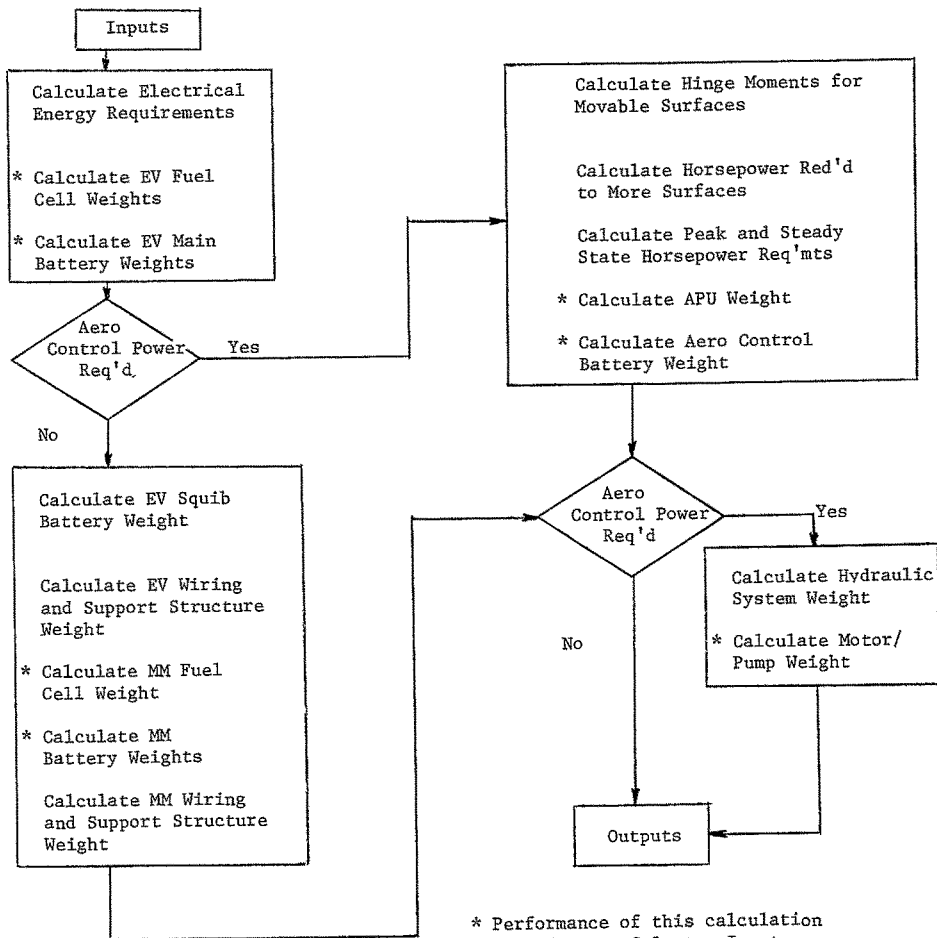 Inputs
Calculate Electrical
Energy Requirements
* Calculate EV Fuel
Cell Weights
* Calculate EV Main
Battery Weights
Aero
Control Power
Req'd
Yes
No
Calculate EV Squib
Battery Weight
Calculate EV Wiring
and Support Structure
Weight
* Calculate MM Fuel
Cell Weight
* Calculate MM
Battery Weights
Calculate MM Wiring
and Support Structure
Weight
Calculate Hinge Moments for
Movable Surfaces
Calculate Horsepower Red'd
to More Surfaces
Calculate Peak and Steady
State Horsepower Req'mts
* Calculate APU Weight
* Calculate Aero Control
Battery Weight
Aero
Control Power
Req'd
Yes
No
Calculate Hydraulic
System Weight
* Calculate Motor/
Pump Weight
Outputs
* Performance of this calculation